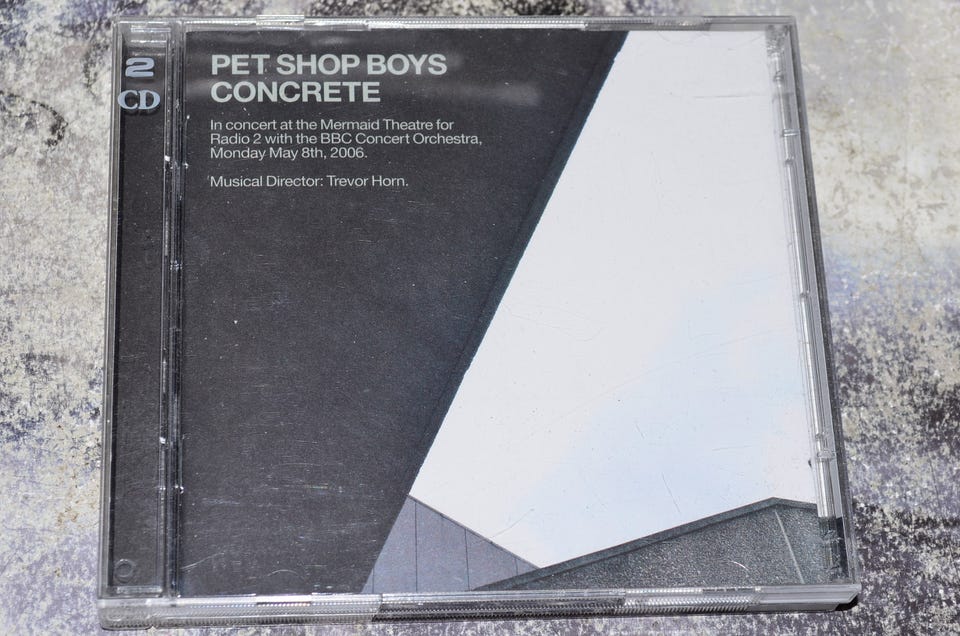 2
CD
PET SHOP BOYS
CONCRETE
In concert at the Mermaid Theatre for
Radio 2 with the BBC Concert Orchestra,
Monday May 8th, 2006.
Musical Director: Trevor Horn.